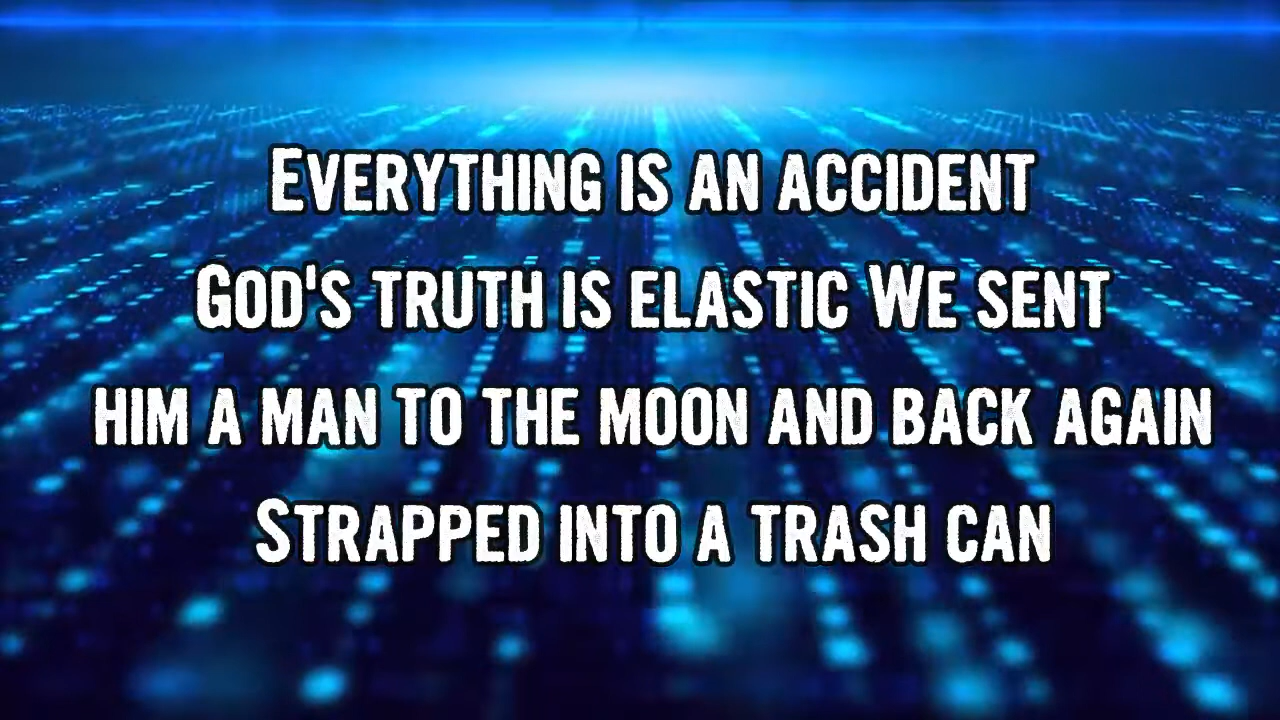 Everything is an accident
God's truth is elastic We sent
him a man to the moon and back again
Strapped into a trash can